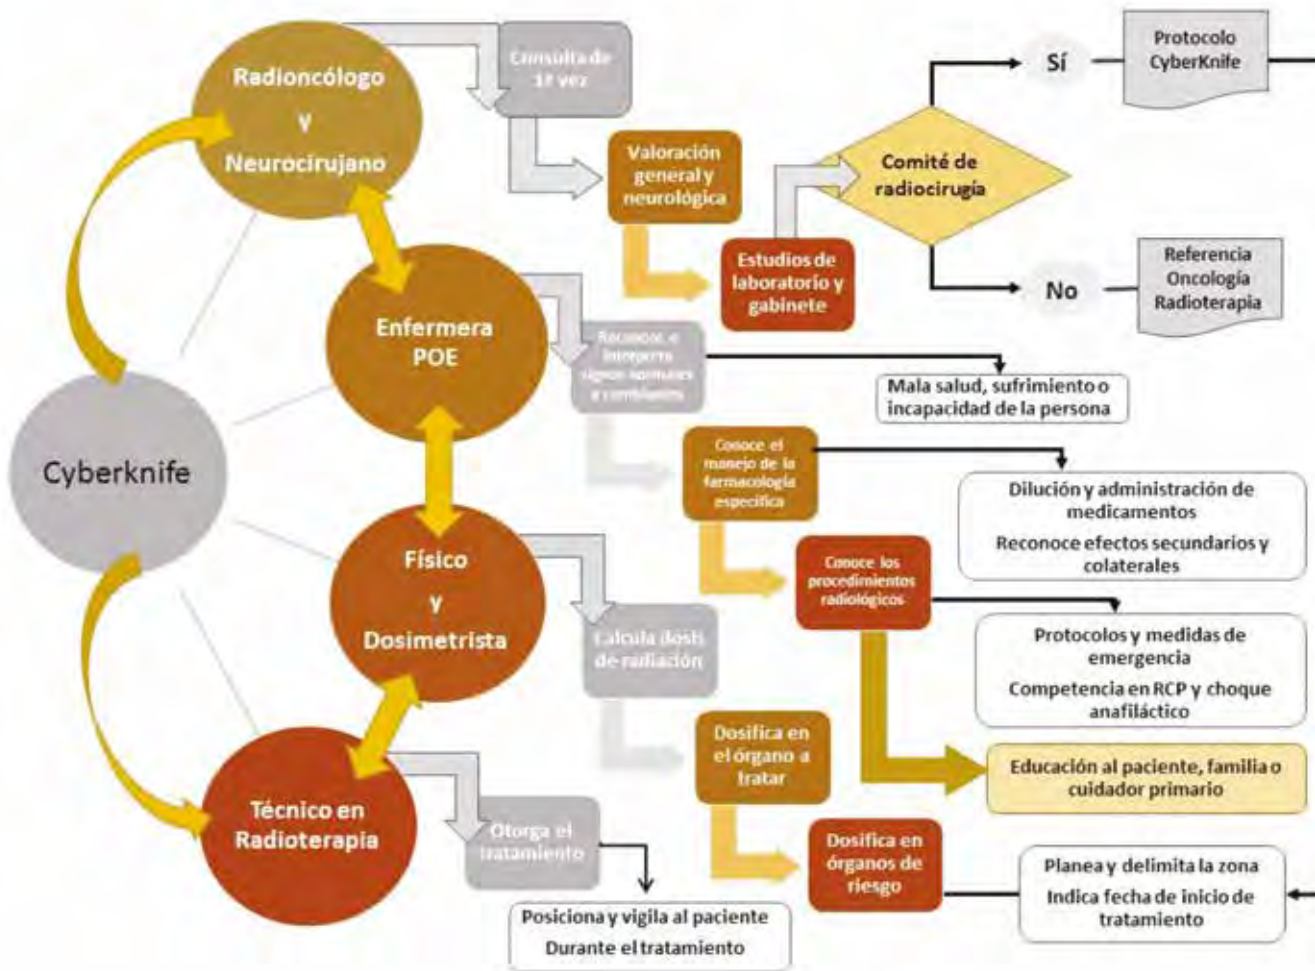 Radioncólogo
y
Neurocirujano
Consulta de
1ª vez
Valoración
general y
neurológica
Estudios de
laboratorio y
gabinete
Comité de
radiocirugía
Sí
Protocolo
CyberKnife
No
Referencia
Oncología
Radioterapia
Enfermera
POE
Reconoce e
interpreta
signos normales
o cambiantes
Mala salud, sufrimiento o
incapacidad de la persona
Conoce el
manejo de la
farmacología
específica
Dilución y administración de
medicamentos
Reconoce efectos secundarios y
colaterales
Conoce los
procedimientos
radiológicos
Protocolos y medidas de
emergencia
Competencia en RCP y choque
anafiláctico
Educación al paciente, familia o
cuidador primario
Cyberknife
Físico
y
Dosimetrista
Calcula dosis
de radiación
Dosifica en
el órgano a
tratar
Dosifica en
órganos de
riesgo
Planea y delimita la zona
Indica fecha de inicio de
tratamiento
Técnico en
Radioterapia
Otorga el
tratamiento
Posiciona y vigila al paciente
Durante el tratamiento